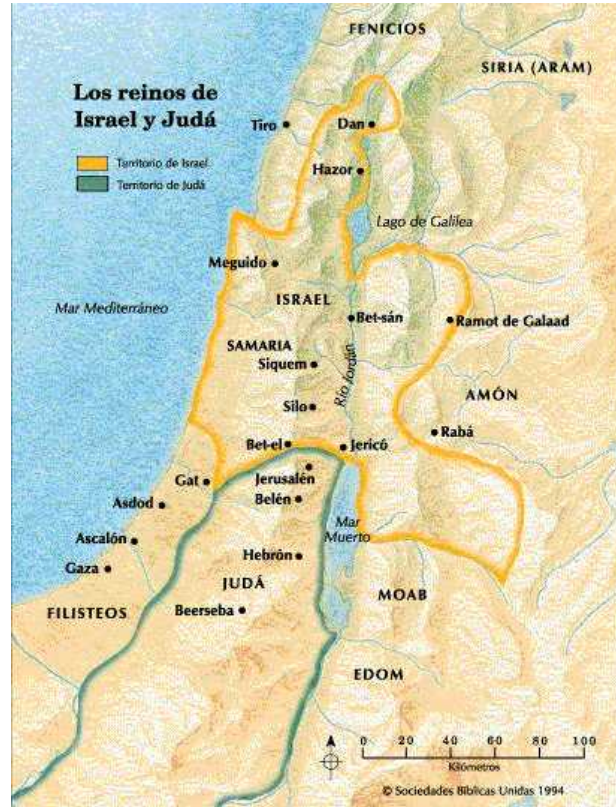 FENICIOS
SIRIA (ARAM)
Los reinos de
Israel y Judá
Tiro
Dan
Territorio de Israel
Territorio de Judá
Hazor
Lago de Galilea
Meguido
Mar Mediterráneo
ISRAEL
Bet-sán
Ramot de Galaad
SAMARIA
Siquem
Río Jordán
AMÓN
Silo
Rabá
Bet-el
Jericó
Jerusalén
Gat
Belén
Asdod
Mar
Muerto
Ascalón
Hebrón
Gaza
JUDÁ
MOAB
FILISTEOS
Beerseba
EDOM
0 20 40 60 80 100
Kilómetros
© Sociedades Bíblicas Unidas 1994